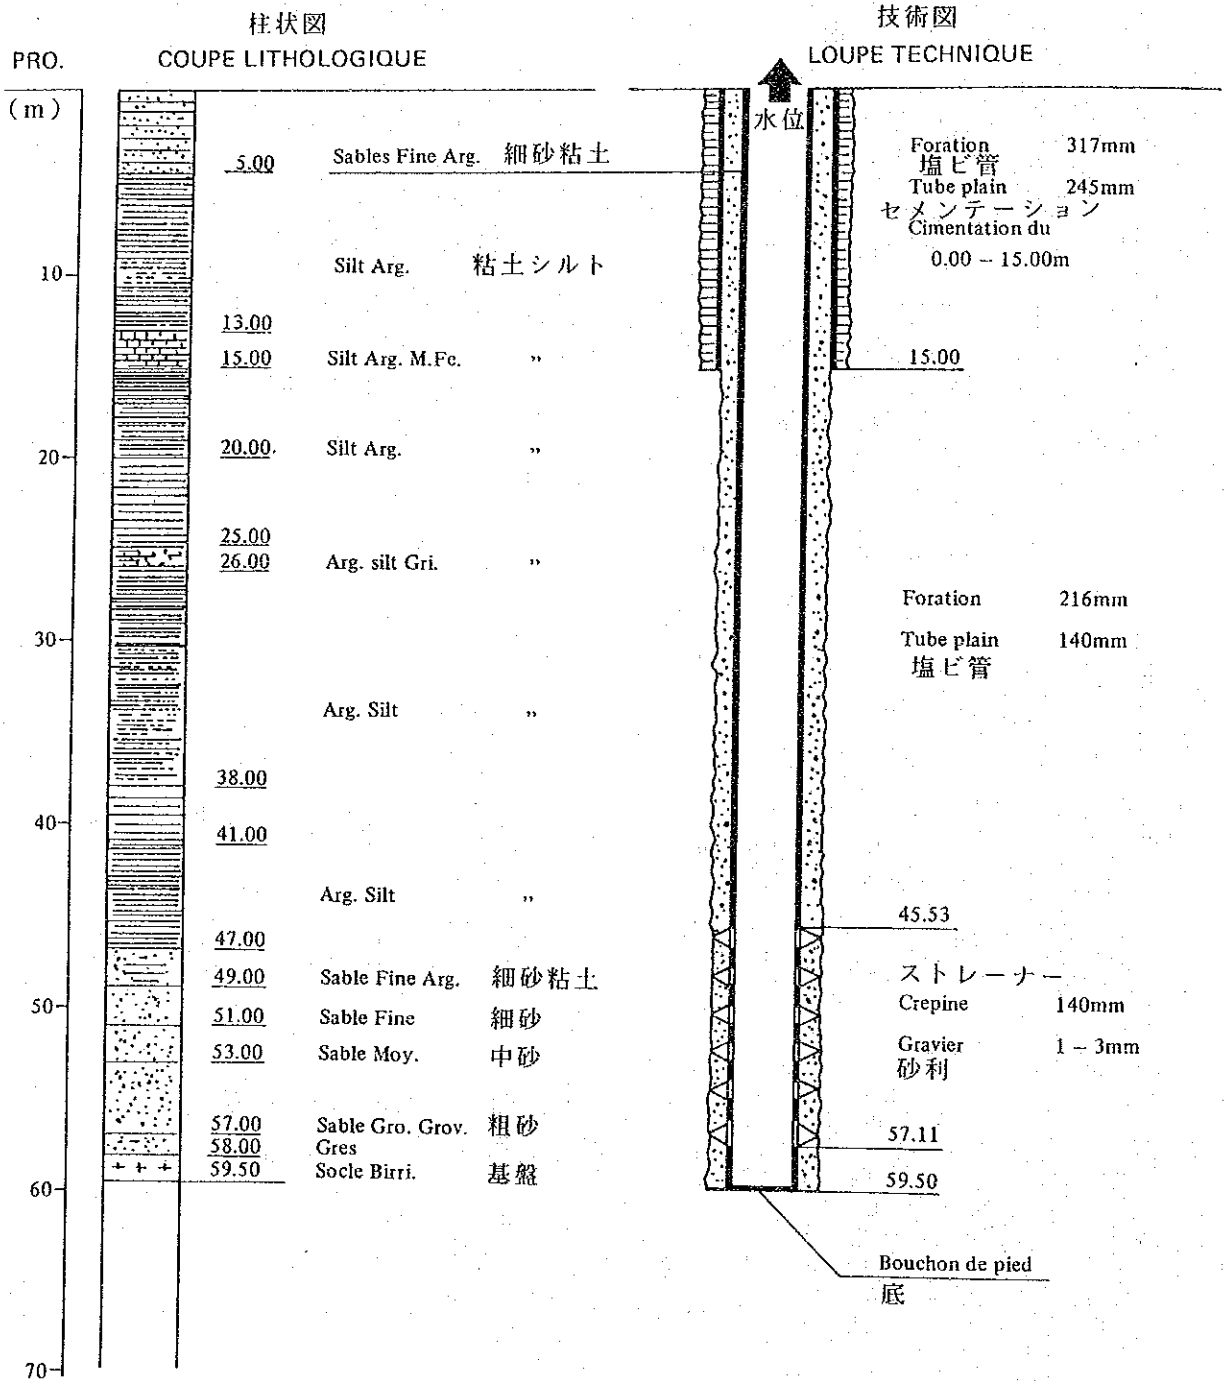 柱状図
COUPE LITHOLOGIQUE
技術図
LOUPE TECHNIQUE
PRO.
(m)
10
20
30
40
50
60
70
5.00 Sables Fine Arg. 細砂粘土
Silt Arg. 粘土シルト
13.00
15.00 Silt Arg. M.Fe. ”
20.00 Silt Arg. ”
25.00
26.00 Arg. silt Gri. ”
Arg. Silt ”
38.00
41.00
Arg. Silt ”
47.00
49.00 Sable Fine Arg. 細砂粘土
51.00 Sable Fine 細砂
53.00 Sable Moy. 中砂
57.00 Sable Gro. Grov. 粗砂
58.00 Gres
59.50 Socle Birri. 基盤
水位
Foration 317mm
塩ビ管
Tube plain 245mm
セメンテーション
Cimentation du
0.00 – 15.00m
15.00
Foration 216mm
Tube plain 140mm
塩ビ管
45.53
ストレーナー
Crepine 140mm
Gravier 1 – 3mm
砂利
57.11
59.50
Bouchon de pied
底